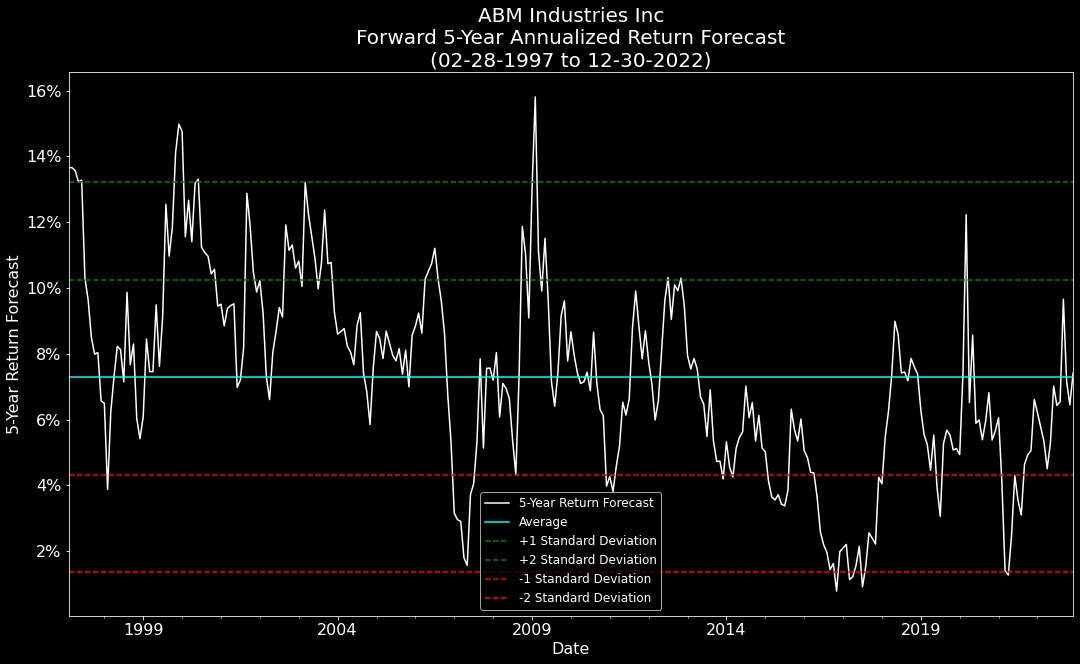 ABM Industries Inc
Forward 5-Year Annualized Return Forecast
(02-28-1997 to 12-30-2022)
16%
14%
12%
10%
8%
6%
4%
2%
5-Year Return Forecast
5-Year Return Forecast
Average
+1 Standard Deviation
+2 Standard Deviation
-1 Standard Deviation
-2 Standard Deviation
1999 2004 2009 2014 2019
Date